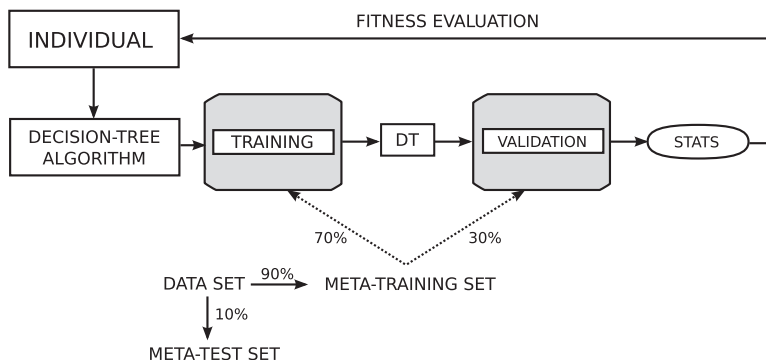 FITNESS EVALUATION
INDIVIDUAL
DECISION-TREE
ALGORITHM
TRAINING
DT
VALIDATION
STATS
70%
30%
DATA SET
90%
META-TRAINING SET
10%
META-TEST SET